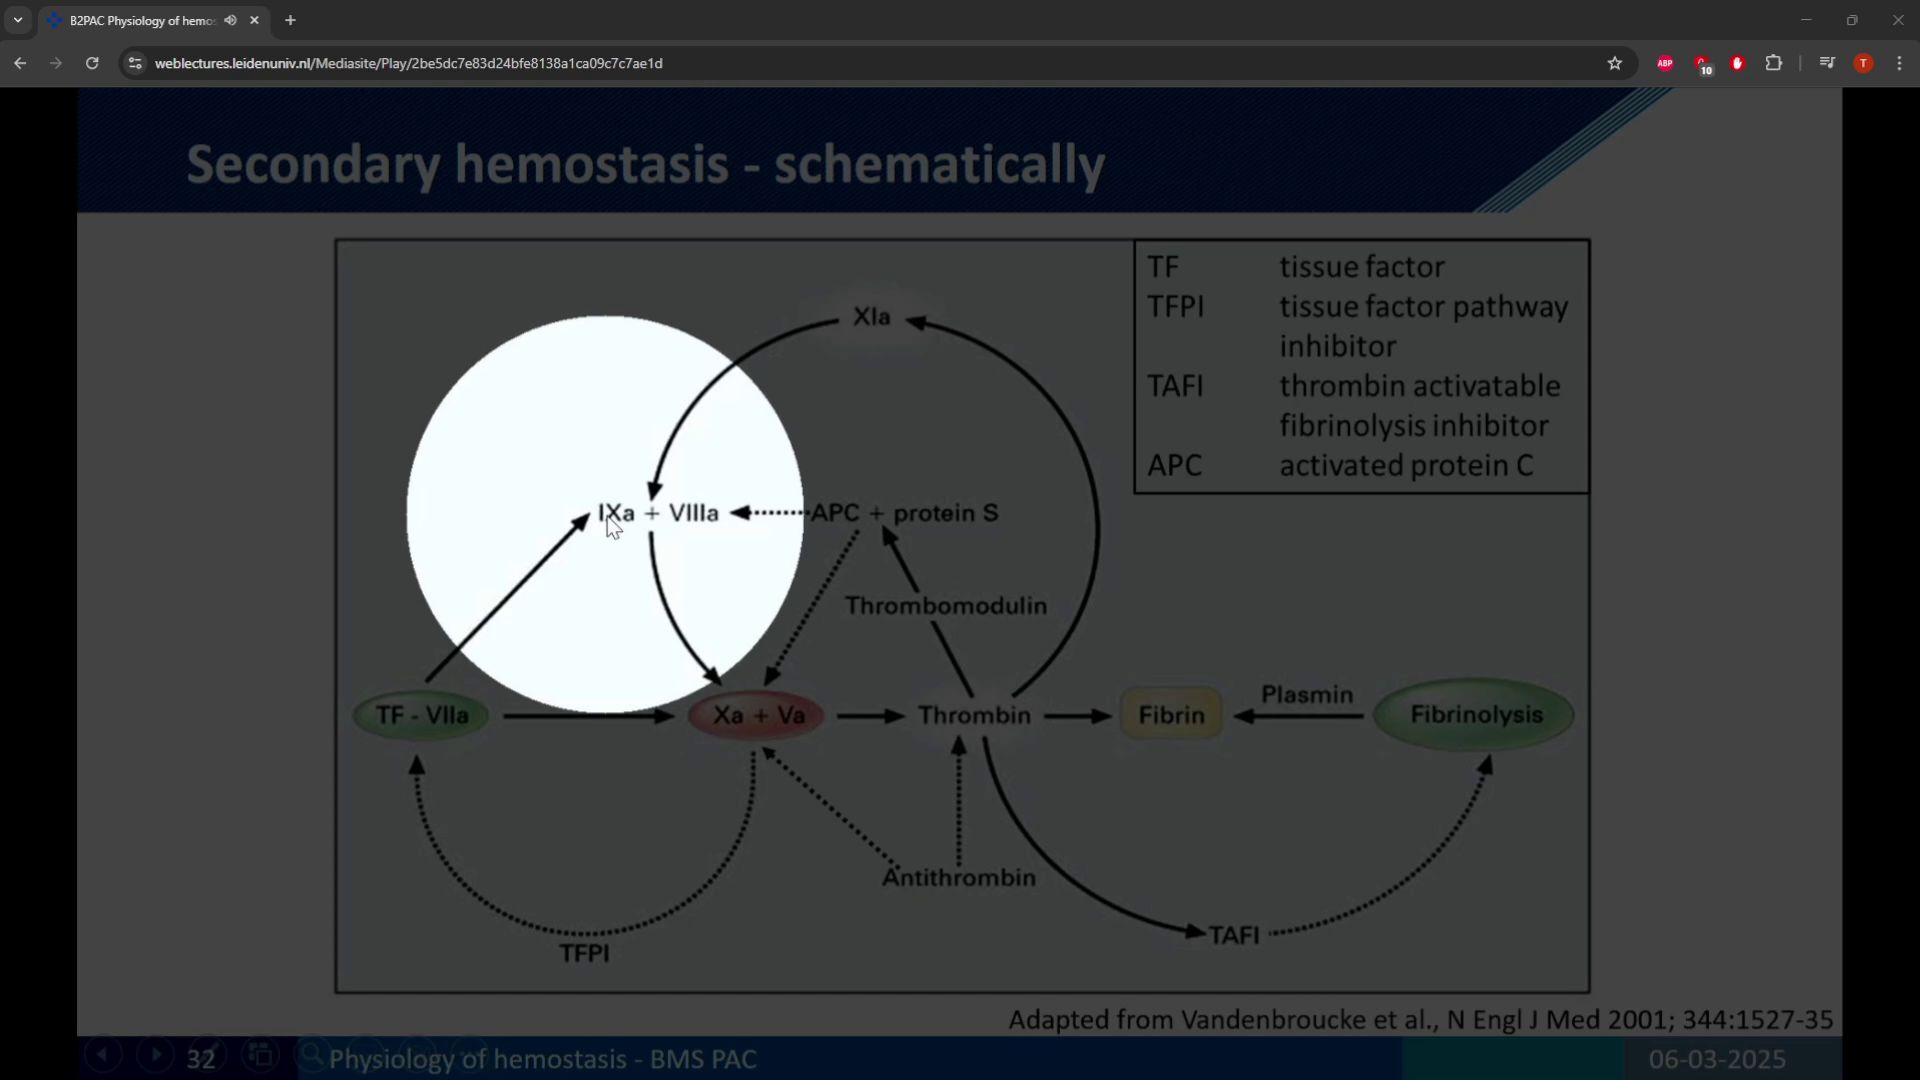 B2PAC Physiology of hemos
weblectures.leidenuniv.nl/Mediasite/Play/2be5dc7e83d24bfe8138a1ca09c7c7ae1d
ABP
10
T
Secondary hemostasis - schematically
TF tissue factor
TFPI tissue factor pathway
inhibitor
TAFI thrombin activatable
fibrinolysis inhibitor
APC activated protein C
XIa
IXa + VIIIa
APC + protein S
Thrombomodulin
TF - VIIa
Xa + Va
Thrombin
Fibrin
Plasmin
Fibrinolysis
Antithrombin
TFPI
TAFI
Adapted from Vandenbroucke et al., N Engl J Med 2001; 344:1527-35
32
Physiology of hemostasis - BMS PAC
06-03-2025